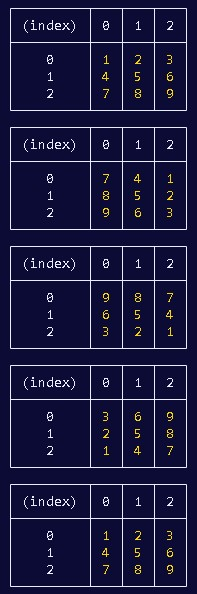 (index) 0 1 2
0 1 2 3
1 4 5 6
2 7 8 9
(index) 0 1 2
0 7 4 1
1 8 5 2
2 9 6 3
(index) 0 1 2
0 9 8 7
1 6 5 4
2 3 2 1
(index) 0 1 2
0 3 6 9
1 2 5 8
2 1 4 7
(index) 0 1 2
0 1 2 3
1 4 5 6
2 7 8 9